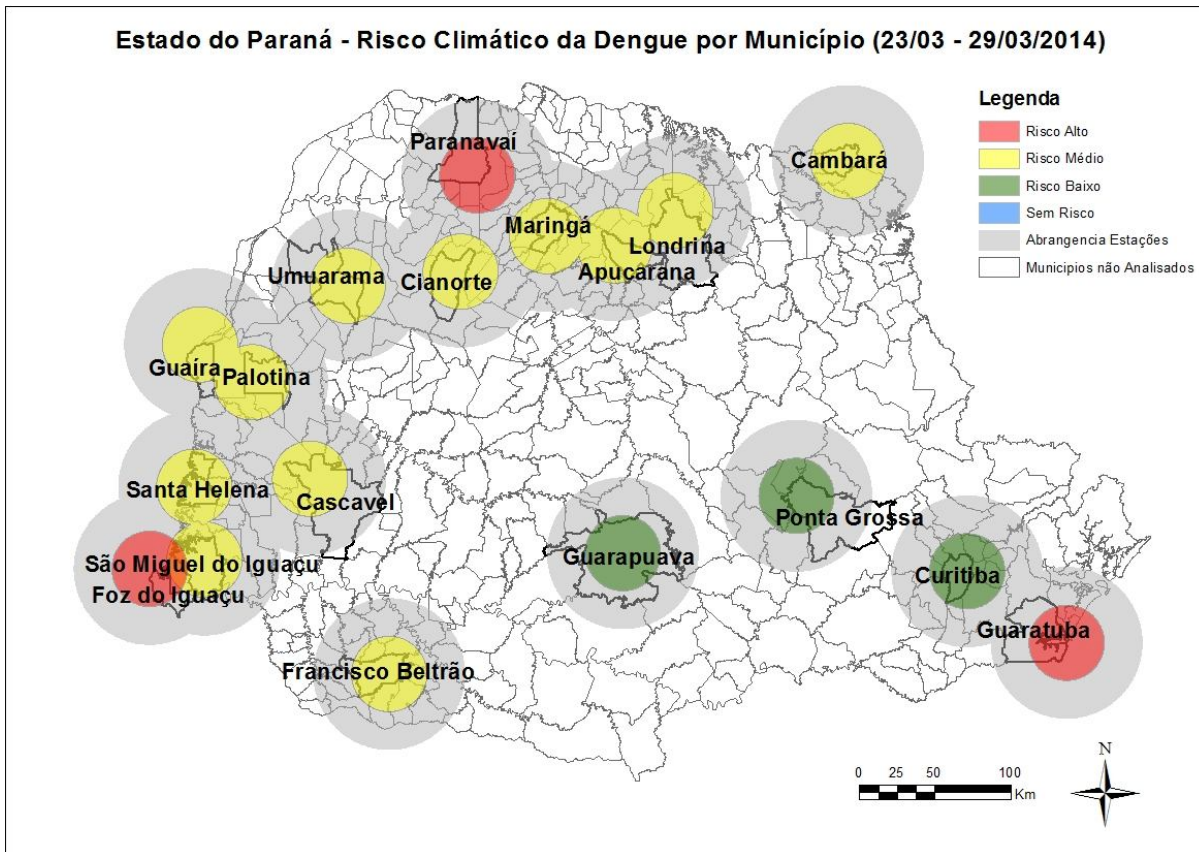 Estado do Paraná - Risco Climático da Dengue por Município (23/03 - 29/03/2014)
Legenda
Risco Alto
Risco Médio
Risco Baixo
Sem Risco
Abrangencia Estações
Municipios não Analisados
Paranavaí
Cambará
Maringá
Londrina
Apucarana
Umuarama
Cianorte
Guaíra
Palotina
Santa Helena
Cascavel
São Miguel do Iguaçu
Foz do Iguaçu
Guarapuava
Ponta Grossa
Curitiba
Guaratuba
Francisco Beltrão
N
0 25 50 100
Km